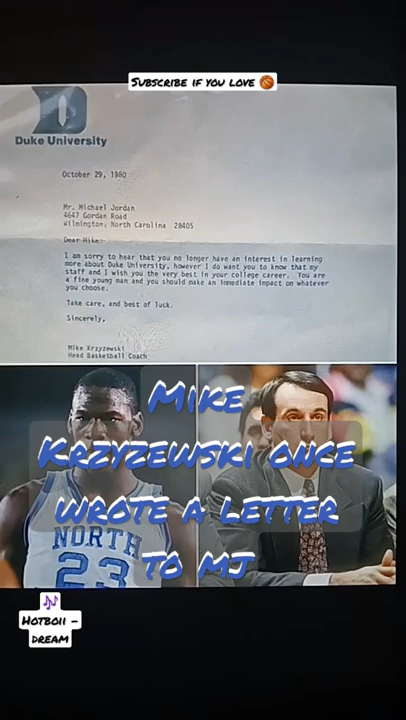 SUBSCRIBE IF YOU LOVE 🏀
D
Duke University
October 29, 1980
Mr. Michael Jordan
4647 Gordan Road
Wilmington, North Carolina 28405
Dear Mike:
I am sorry to hear that you no longer have an interest in learning
more about Duke University, however I do want you to know that my
staff and I wish you the very best in your college career. You are
a fine young man and you should make an immediate impact on whatever
you choose.
Take care, and best of luck.
Sincerely,
Mike Krzyzewski
Head Basketball Coach
MIKE
KRZYZEWSKI ONCE
WROTE A LETTER
TO MJ
NORTH
23
🎶
HOTBOII -
DREAM